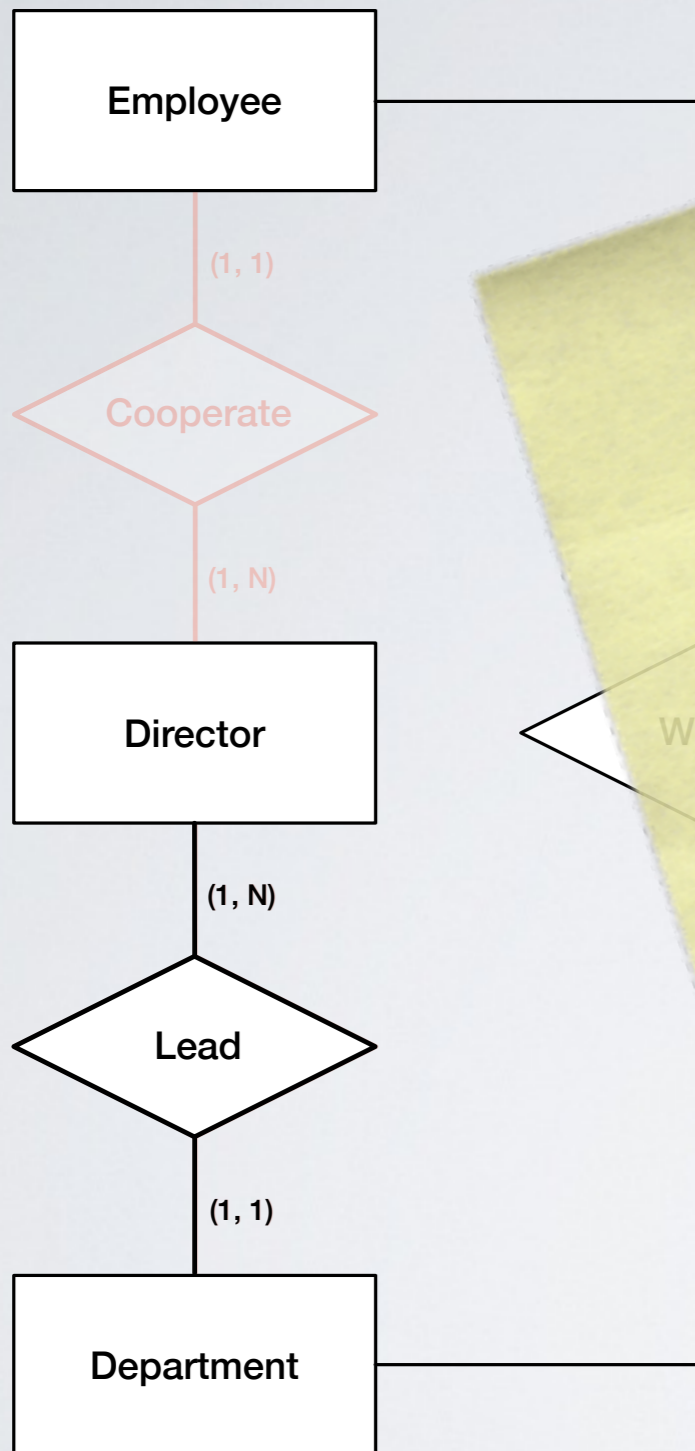 Employee
(1, 1)
Cooperate
(1, N)
Director
(1, N)
Lead
(1, 1)
Department